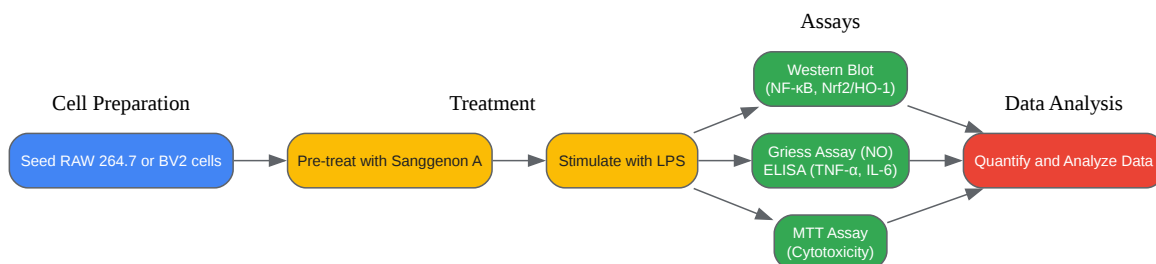 Assays
Cell Preparation
Treatment
Data Analysis
Seed RAW 264.7 or BV2 cells
Pre-treat with Sanggenon A
Stimulate with LPS
Western Blot
(NF-κB, Nrf2/HO-1)
Griess Assay (NO)
ELISA (TNF-α, IL-6)
MTT Assay
(Cytotoxicity)
Quantify and Analyze Data